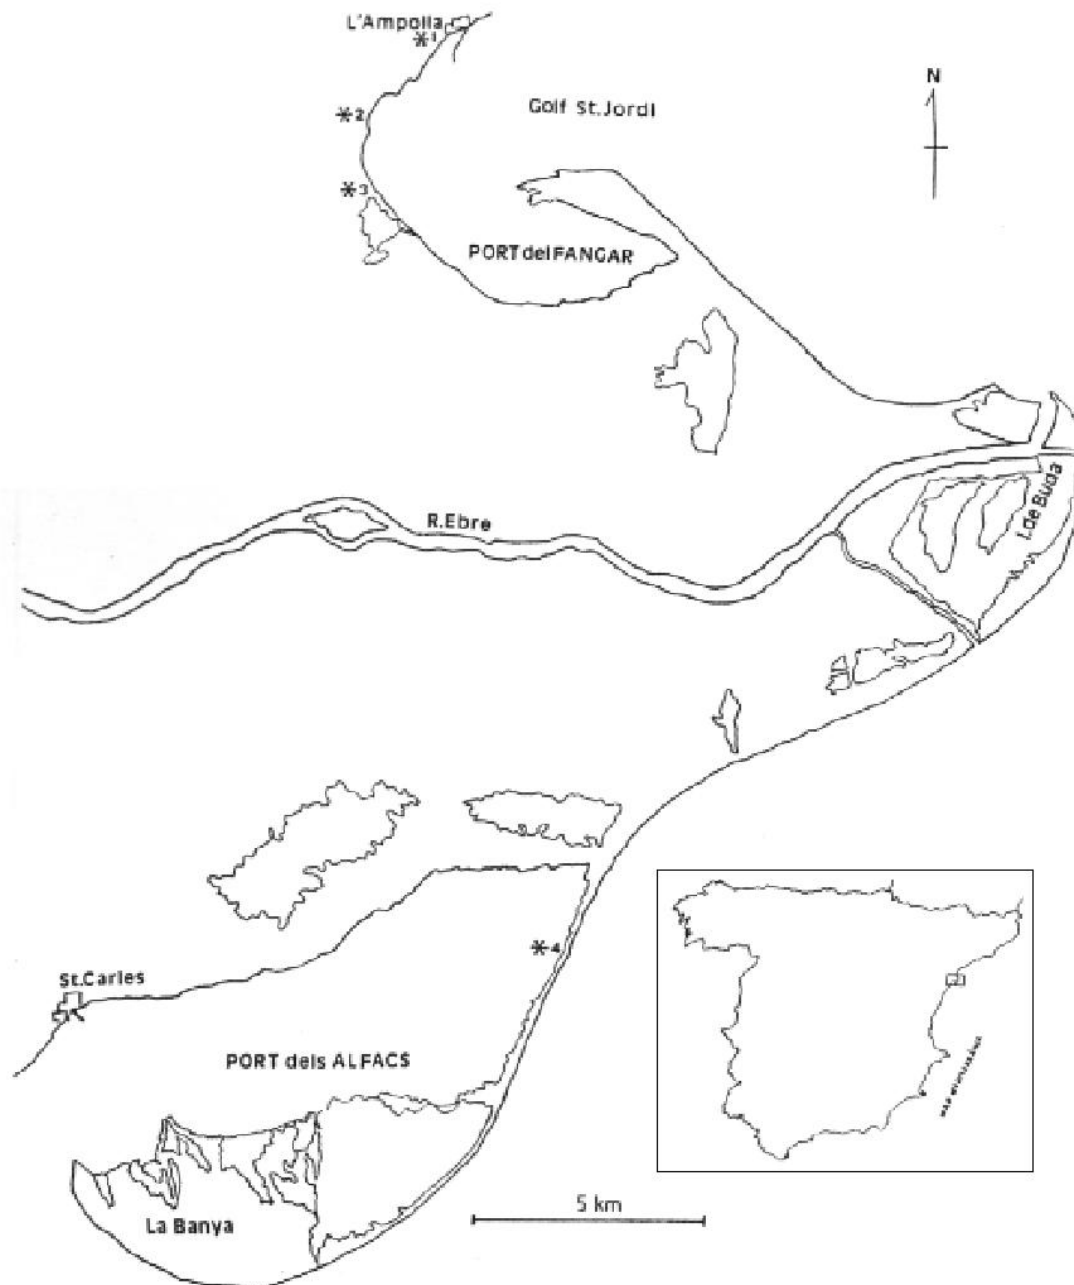 L'Ampolla
*1
N
*2
Golf St.Jordi
*3
PORT del FANGAR
R.Ebre
I.de Buda
*4
St.Carles
PORT dels ALFACS
La Banya
5 km